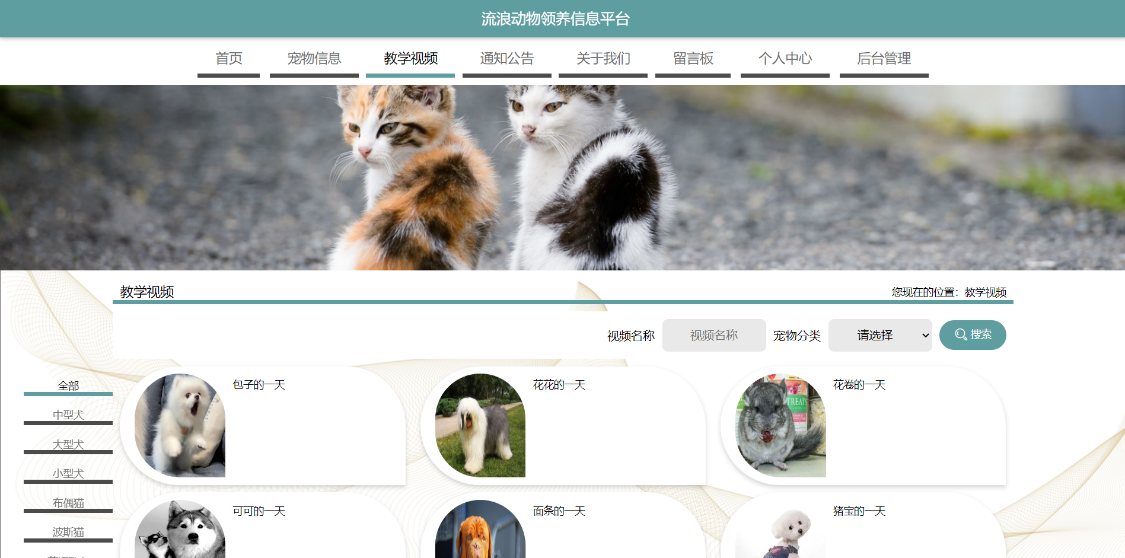 流浪动物领养信息平台
首页 宠物信息 教学视频 通知公告 关于我们 留言板 个人中心 后台管理
教学视频 您现在的位置：教学视频
视频名称 视频名称 宠物分类 请选择 搜索
全部
中型犬
大型犬
小型犬
布偶猫
波斯猫
包子的一天 花花的一天 花卷的一天
可可的一天 面条的一天 猪宝的一天